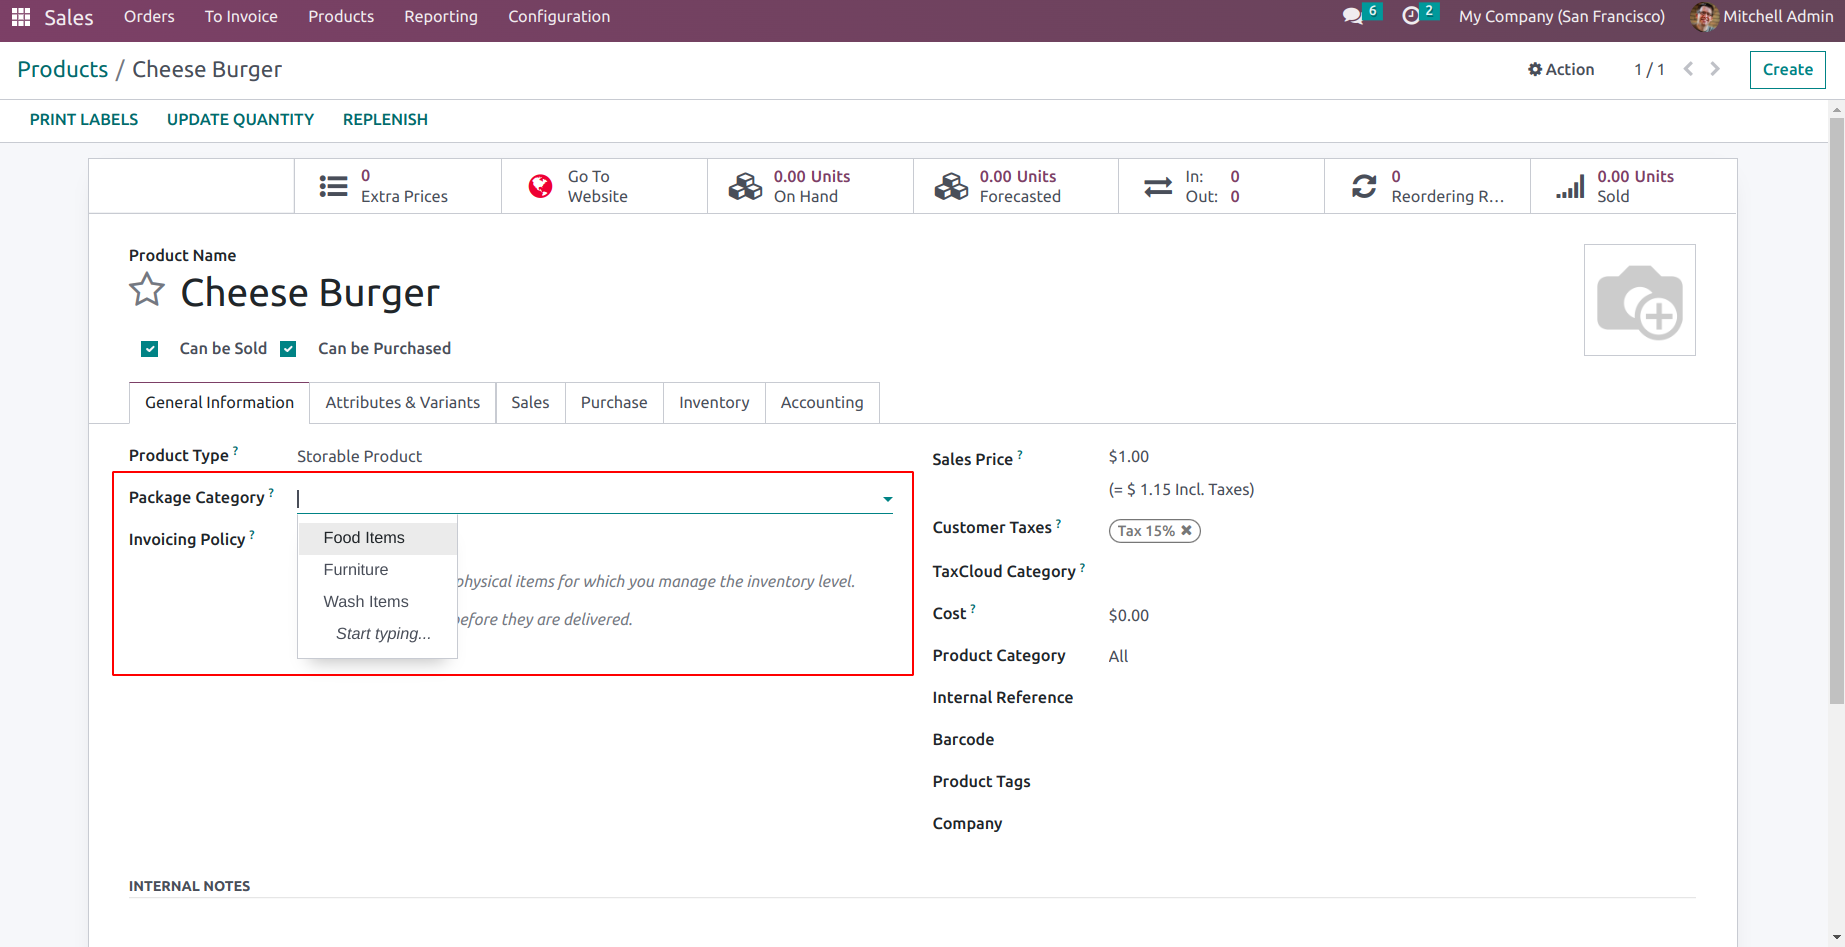 Sales Orders To Invoice Products Reporting Configuration 6 2 My Company (San Francisco) Mitchell Admin
Products / Cheese Burger Action 1 / 1 Create
PRINT LABELS UPDATE QUANTITY REPLENISH
0 Go To 0.00 Units 0.00 Units In: 0 0 0.00 Units
Extra Prices Website On Hand Forecasted Out: 0 Reordering R... Sold
Product Name
Cheese Burger
Can be Sold Can be Purchased
General Information Attributes & Variants Sales Purchase Inventory Accounting
Product Type ? Storable Product
Package Category ?
Food Items
Furniture
Wash Items
Start typing...
Invoicing Policy ?
physical items for which you manage the inventory level.
before they are delivered.
Sales Price ? $1.00
(= $ 1.15 Incl. Taxes)
Customer Taxes ? Tax 15% ✖
TaxCloud Category ?
Cost ? $0.00
Product Category All
Internal Reference
Barcode
Product Tags
Company
INTERNAL NOTES